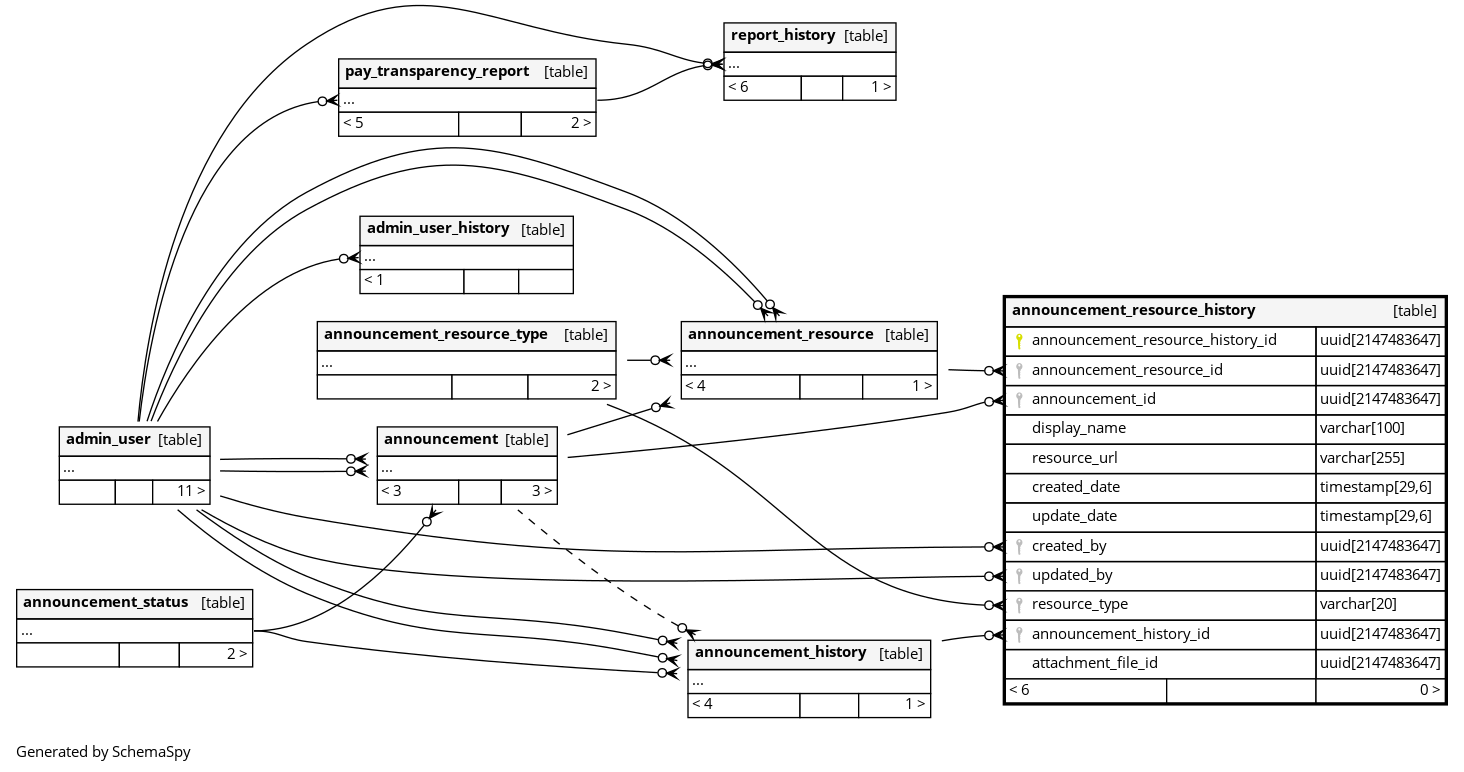 report_history [table]
...
< 6 1 >
pay_transparency_report [table]
...
< 5 2 >
admin_user_history [table]
...
< 1
announcement_resource_type [table]
...
2 >
announcement_resource [table]
...
< 4 1 >
admin_user [table]
...
11 >
announcement [table]
...
< 3 3 >
announcement_status [table]
...
2 >
announcement_history [table]
...
< 4 1 >
announcement_resource_history [table]
announcement_resource_history_id uuid[2147483647]
announcement_resource_id uuid[2147483647]
announcement_id uuid[2147483647]
display_name varchar[100]
resource_url varchar[255]
created_date timestamp[29,6]
update_date timestamp[29,6]
created_by uuid[2147483647]
updated_by uuid[2147483647]
resource_type varchar[20]
announcement_history_id uuid[2147483647]
attachment_file_id uuid[2147483647]
< 6 0 >
Generated by SchemaSpy